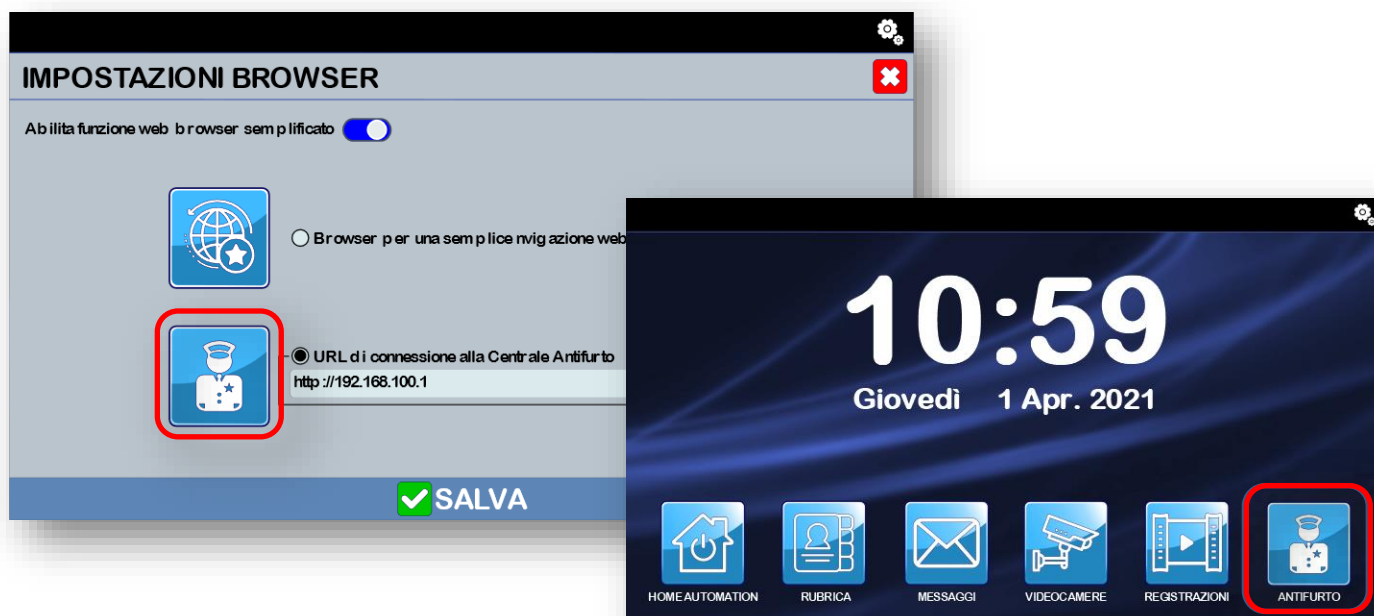 IMPOSTAZIONI BROWSER
Abilita funzione web browser semplificato
Browser per una semplice nvigazione web
URL di connessione alla Centrale Antifurto
http://192.168.100.1
SALVA
10:59
Giovedì 1 Apr. 2021
HOME AUTOMATION
RUBRICA
MESSAGGI
VIDEOCAMERE
REGISTRAZIONI
ANTIFURTO